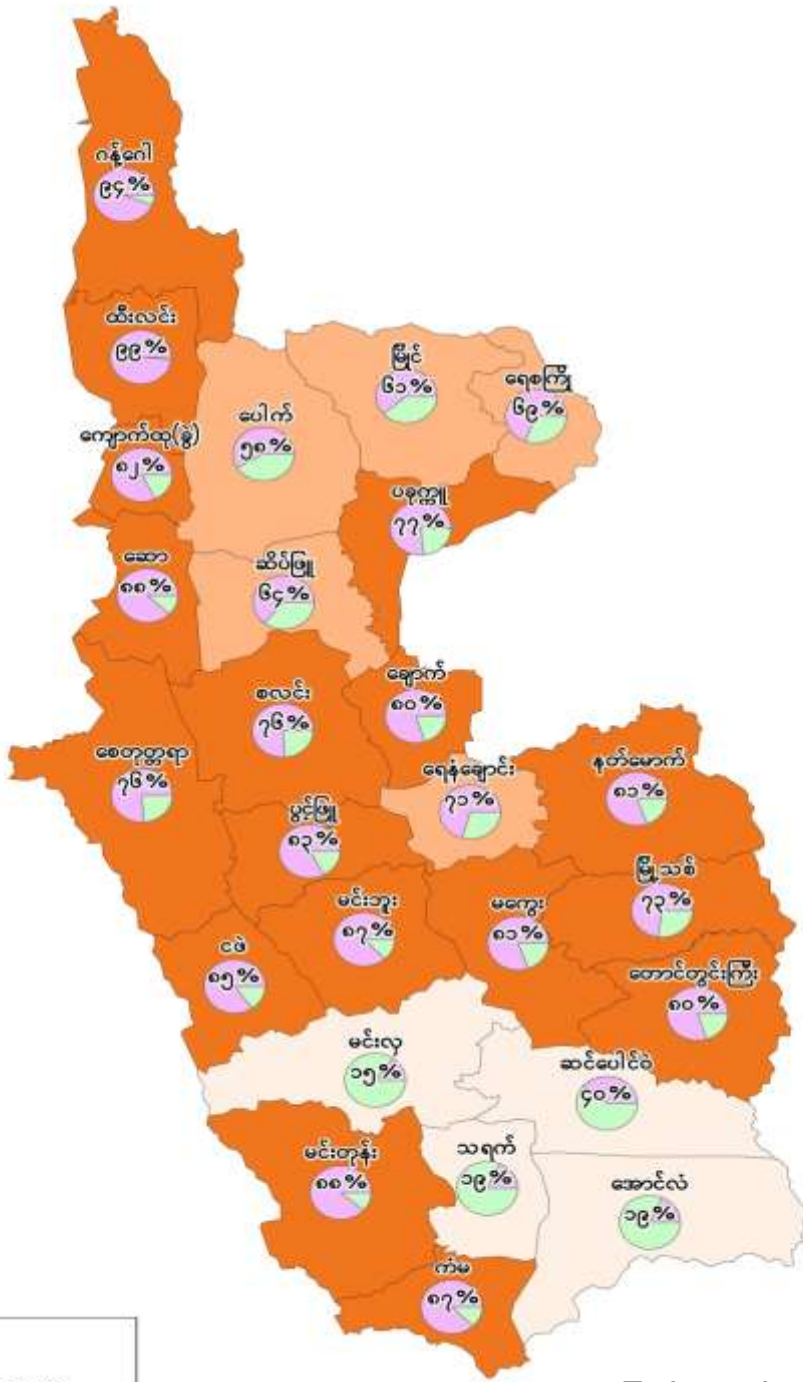 ဂန့်ဂေါ
၉၄%
ထီးလင်း
၉၉%
မြိုင်
၆၁%
ရေစကြို
၆၉%
ပေါက်
၅၈%
ကျောက်ထု(ခွဲ)
၈၂%
ပခုက္ကူ
၇၇%
ဆော
၈၈%
ဆိပ်ဖြူ
၆၄%
ချောက်
၈၀%
စလင်း
၇၆%
စေတုတ္တရာ
၇၆%
ရေနံချောင်း
၇၁%
နတ်မောက်
၈၁%
ပွင့်ဖြူ
၈၃%
မြို့သစ်
၇၃%
မင်းဘူး
၈၇%
မကွေး
၈၁%
ငဖဲ
၈၅%
တောင်တွင်းကြီး
၈၀%
မင်းလှ
၁၅%
ဆင်ပေါင်ဝဲ
၄၀%
မင်းတုန်း
၈၈%
သရက်
၁၉%
အောင်လံ
၁၉%
ကံမ
၈၇%